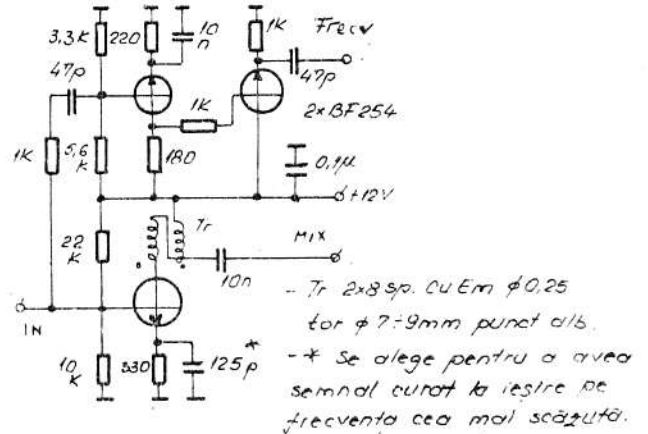 3,3K 220 10 n 1K Frecv
47p 47p
1K 2xBF254
1K 5,6 K 180 0,1µ
+12V
22 K Tr MIX
10n
IN
10 K 330 125p *
- Tr 2x8 sp. CuEm ϕ 0,25
tor ϕ 7÷9mm punct alb.
-* Se alege pentru a avea
semnal curat la ieșire pe
frecvența cea mai scăzută.